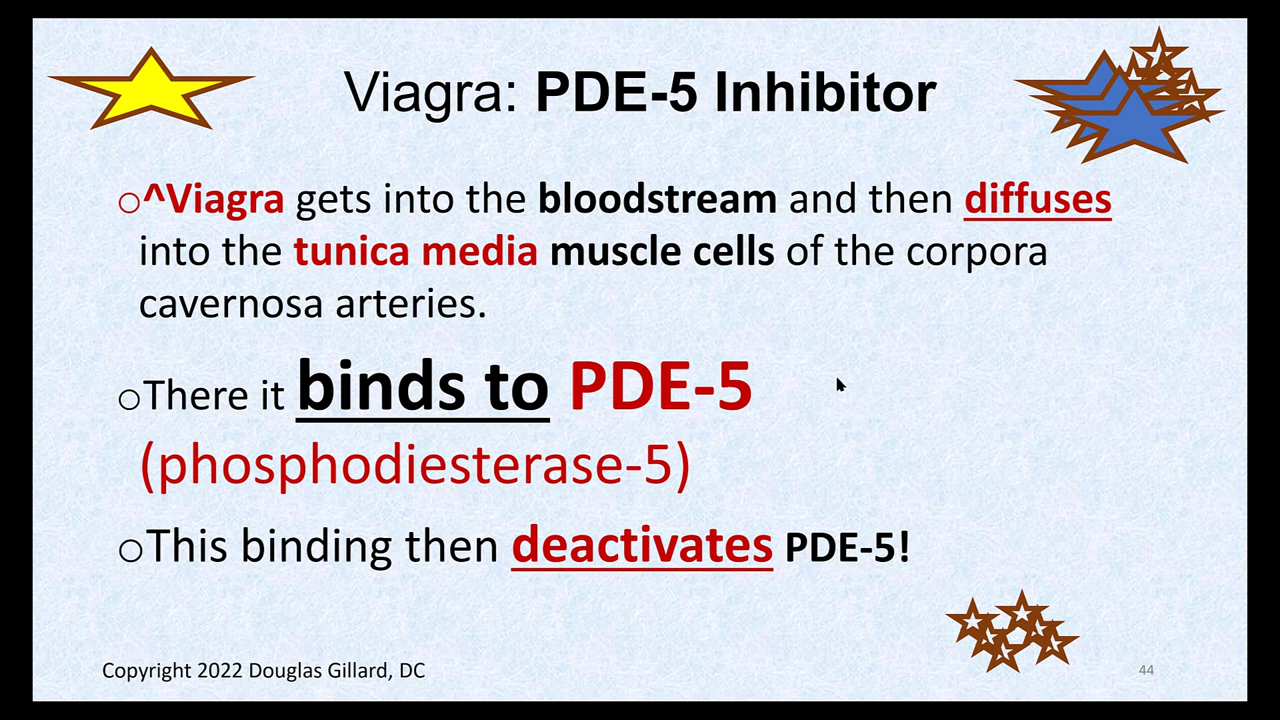 Viagra: PDE-5 Inhibitor
o^Viagra gets into the bloodstream and then diffuses
into the tunica media muscle cells of the corpora
cavernosa arteries.
oThere it binds to PDE-5
(phosphodiesterase-5)
oThis binding then deactivates PDE-5!
Copyright 2022 Douglas Gillard, DC
44